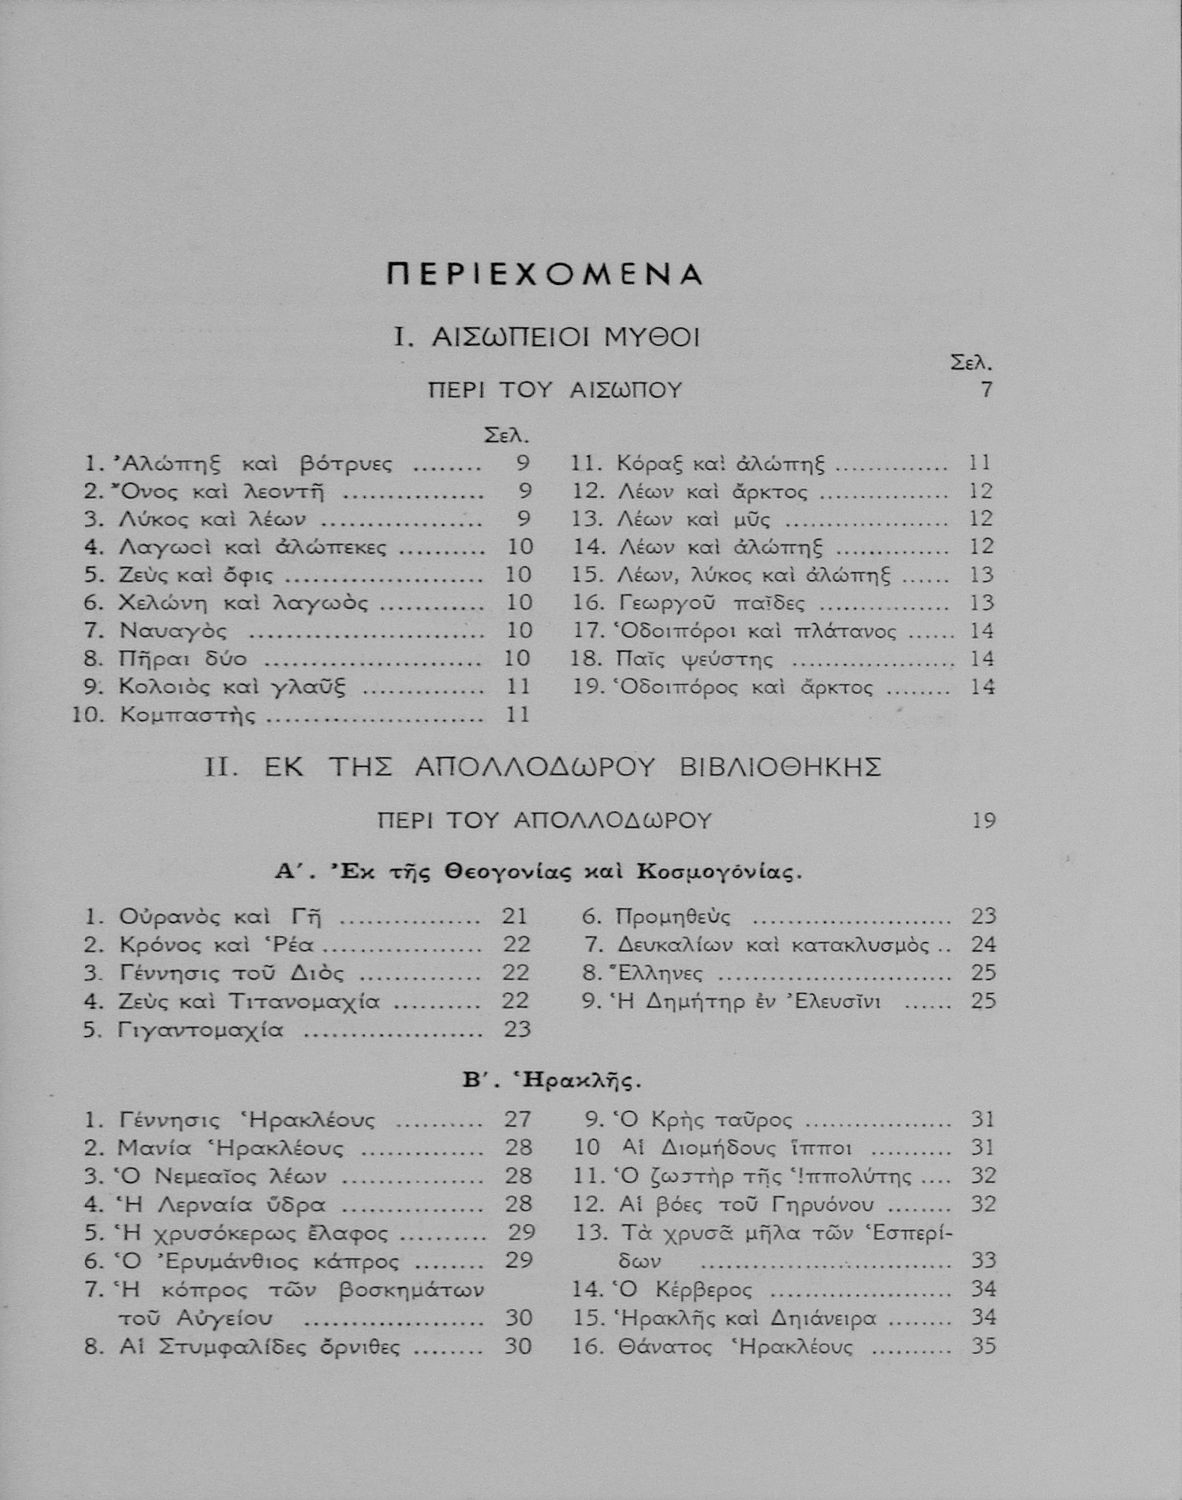 ΠΕΡΙΕΧΟΜΕΝΑ
I. ΑΙΣΩΠΕΙΟΙ ΜΥΘΟΙ
Σελ.
ΠΕΡΙ ΤΟΥ ΑΙΣΩΠΟΥ 7
Σελ.
1. Ἀλώπηξ καὶ βότρυες ........ 9
2. Ὄνος καὶ λεοντῆ ............... 9
3. Λύκος καὶ λέων ................. 9
4. Λαγωοὶ καὶ ἀλώπεκες ......... 10
5. Ζεὺς καὶ ὄφις ..................... 10
6. Χελώνη καὶ λαγωὸς ........... 10
7. Ναυαγὸς ......................... 10
8. Πῆραι δύο ....................... 10
9. Κολοιὸς καὶ γλαῦξ ............. 11
10. Κομπαστὴς ....................... 11
11. Κόραξ καὶ ἀλώπηξ .............. 11
12. Λέων καὶ ἄρκτος ................ 12
13. Λέων καὶ μῦς .................... 12
14. Λέων καὶ ἀλώπηξ .............. 12
15. Λέων, λύκος καὶ ἀλώπηξ ...... 13
16. Γεωργοῦ παῖδες ................ 13
17. Ὁδοιπόροι καὶ πλάτανος ...... 14
18. Παῖς ψεύστης .................... 14
19. Ὁδοιπόρος καὶ ἄρκτος ........ 14
II. ΕΚ ΤΗΣ ΑΠΟΛΛΟΔΩΡΟΥ ΒΙΒΛΙΟΘΗΚΗΣ
ΠΕΡΙ ΤΟΥ ΑΠΟΛΛΟΔΩΡΟΥ 19
Α΄. Ἐκ τῆς Θεογονίας καὶ Κοσμογόνίας.
1. Οὐρανὸς καὶ Γῆ ............... 21
2. Κρόνος καὶ Ῥέα ................. 22
3. Γέννησις τοῦ Διὸς ............. 22
4. Ζεὺς καὶ Τιτανομαχία .......... 22
5. Γιγαντομαχία ................... 23
6. Προμηθεὺς ..................... 23
7. Δευκαλίων καὶ κατακλυσμὸς .. 24
8. Ἕλληνες ......................... 25
9. Ἡ Δημήτηρ ἐν Ἐλευσῖνι ...... 25
Β΄. Ἡρακλῆς.
1. Γέννησις Ἡρακλέους .......... 27
2. Μανία Ἡρακλέους ............. 28
3. Ὁ Νεμεαῖος λέων ............... 28
4. Ἡ Λερναία ὕδρα ............... 28
5. Ἡ χρυσόκερως ἔλαφος .......... 29
6. Ὁ Ἐρυμάνθιος κάπρος ........ 29
7. Ἡ κόπρος τῶν βοσκημάτων
τοῦ Αὐγείου ................... 30
8. Αἱ Στυμφαλίδες ὄρνιθες ........ 30
9. Ὁ Κρὴς ταῦρος ................. 31
10 Αἱ Διομήδους ἵπποι .......... 31
11. Ὁ ζωστὴρ τῆς Ἱππολύτης .... 32
12. Αἱ βόες τοῦ Γηρυόνου ........ 32
13. Τὰ χρυσᾶ μῆλα τῶν Ἑσπερί-
δων ........................... 33
14. Ὁ Κέρβερος ................... 34
15. Ἡρακλῆς καὶ Δηιάνειρα ........ 34
16. Θάνατος Ἡρακλέους .......... 35